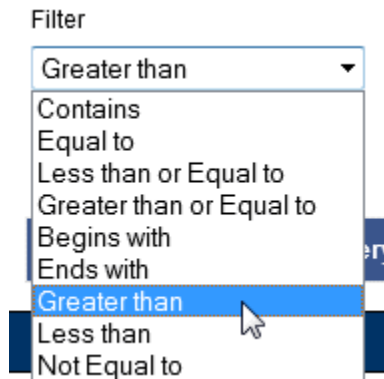 Filter
Greater than
Contains
Equal to
Less than or Equal to
Greater than or Equal to
Begins with
Ends with
Greater than
Less than
Not Equal to